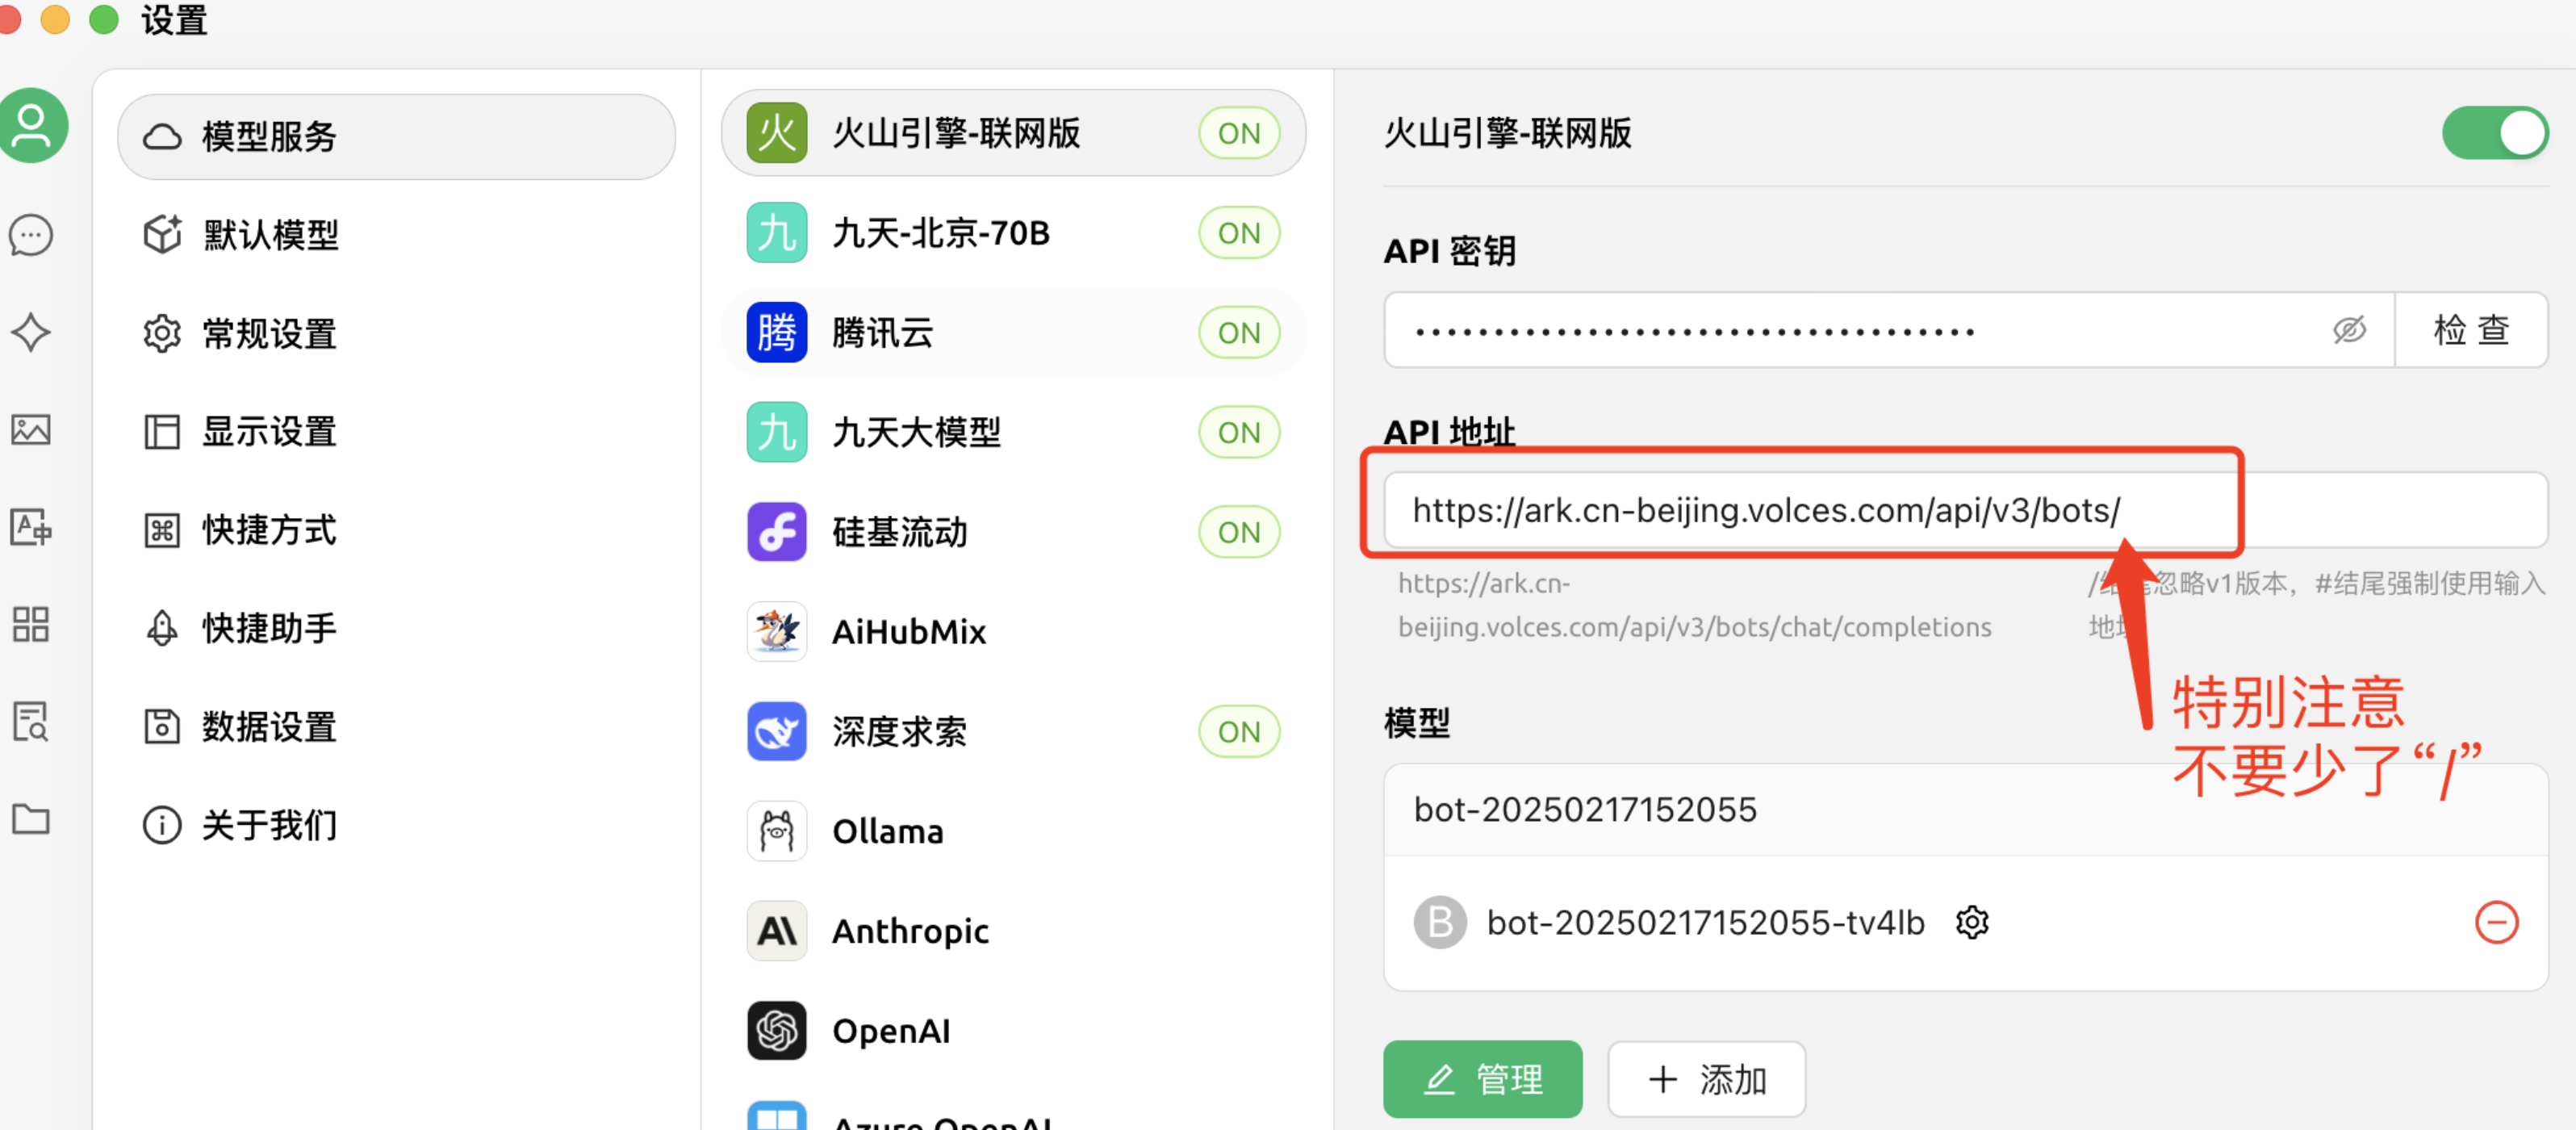 设置
模型服务
默认模型
常规设置
显示设置
快捷方式
快捷助手
数据设置
关于我们
火 火山引擎-联网版 ON
九 九天-北京-70B ON
腾 腾讯云 ON
九 九天大模型 ON
硅基流动 ON
AiHubMix
深度求索 ON
Ollama
Anthropic
OpenAI
Azure OpenAI
火山引擎-联网版
API 密钥
检查
API 地址
https://ark.cn-beijing.volces.com/api/v3/bots/
https://ark.cn-
beijing.volces.com/api/v3/bots/chat/completions
/结尾忽略v1版本，#结尾强制使用输入
地址
特别注意
不要少了“/”
模型
bot-20250217152055
B bot-20250217152055-tv4lb
管理
添加